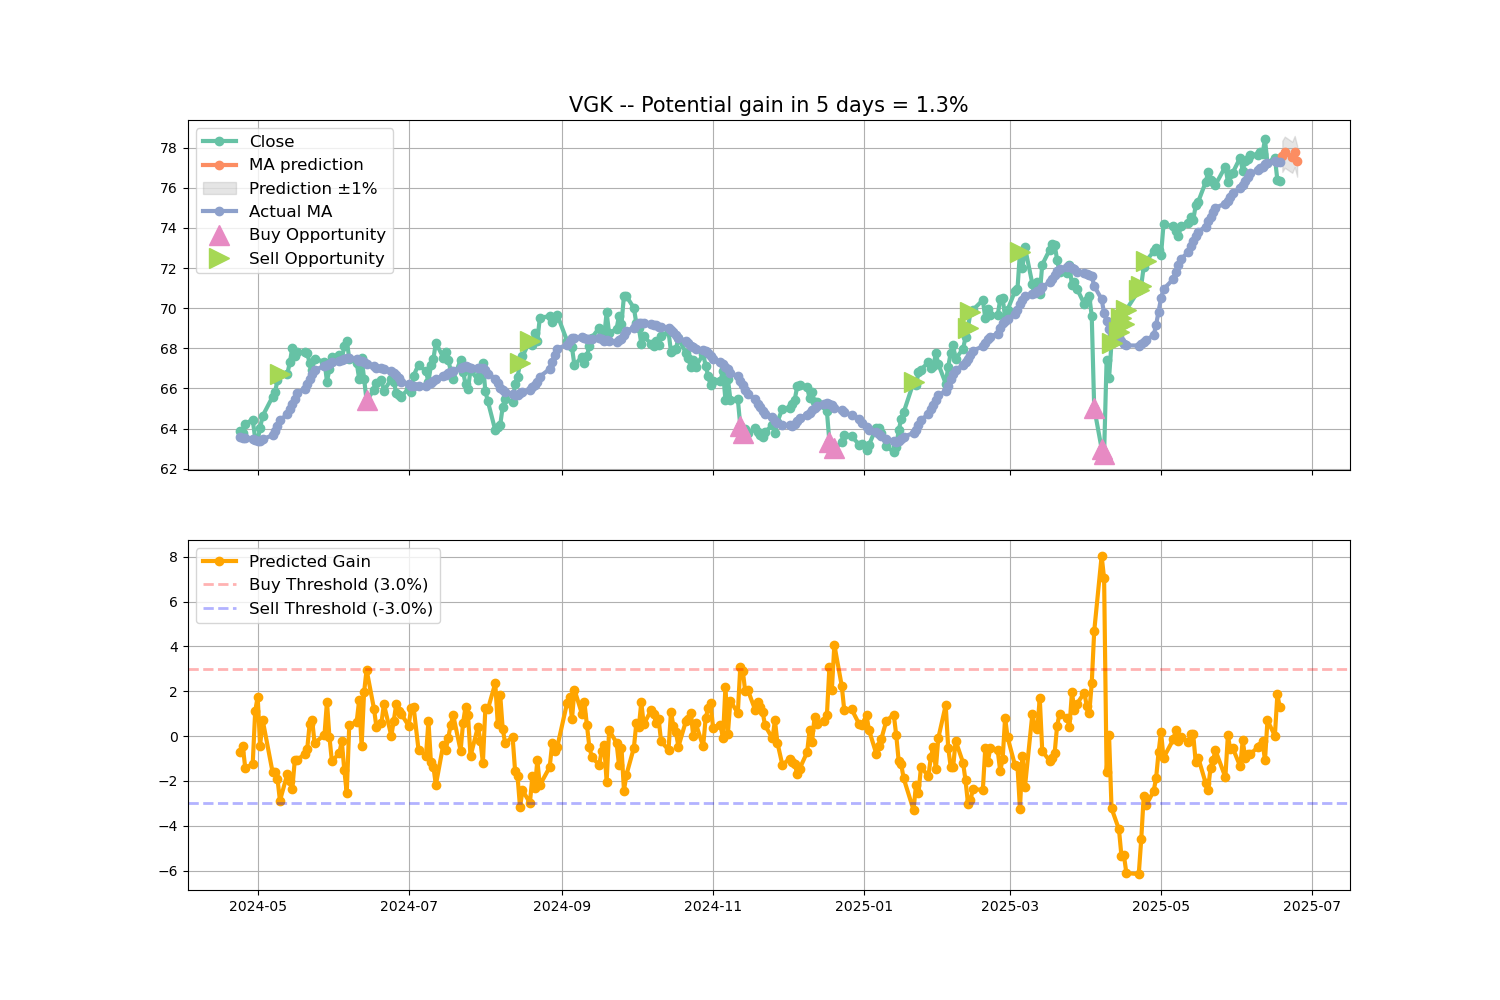 VGK -- Potential gain in 5 days = 1.3%
Close
MA prediction
Prediction ±1%
Actual MA
Buy Opportunity
Sell Opportunity
78
76
74
72
70
68
66
64
62
Predicted Gain
Buy Threshold (3.0%)
Sell Threshold (-3.0%)
8
6
4
2
0
−2
−4
−6
2024-05 2024-07 2024-09 2024-11 2025-01 2025-03 2025-05 2025-07